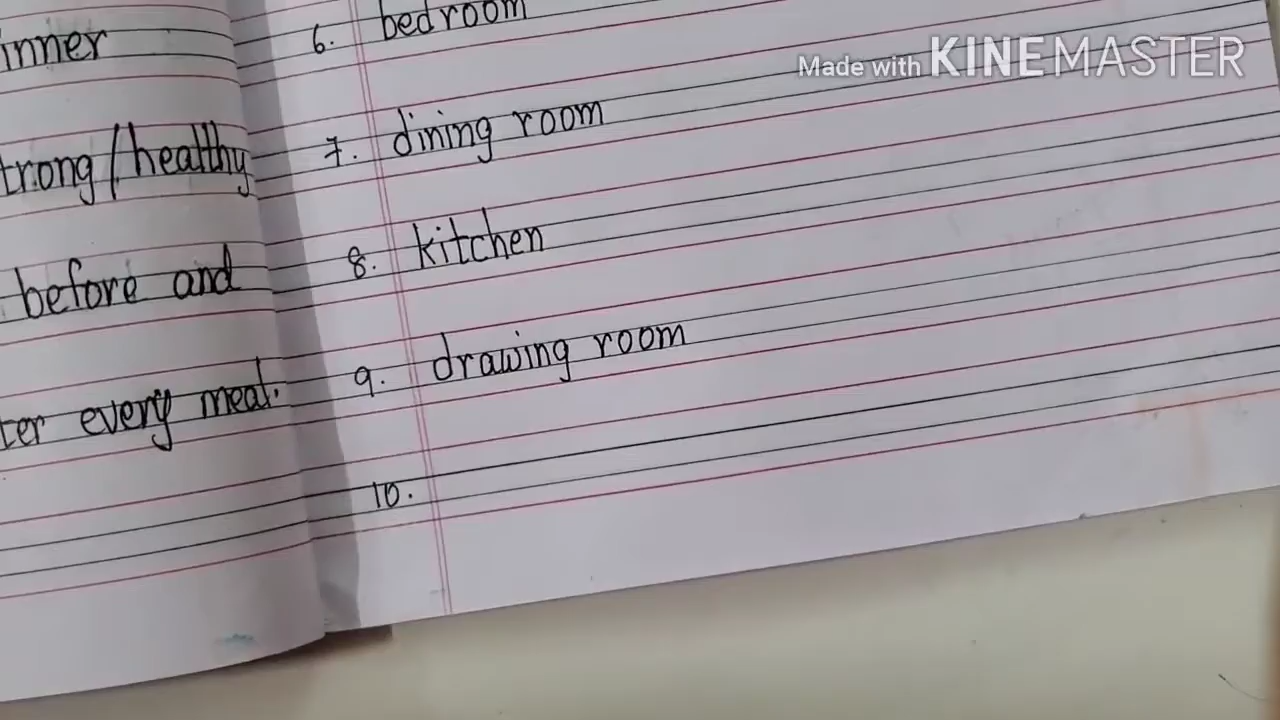 inner
trong/healthy
before and
ter every meal.
6. bedroom
7. dining room
8. kitchen
9. drawing room
10.
Made with KINEMASTER